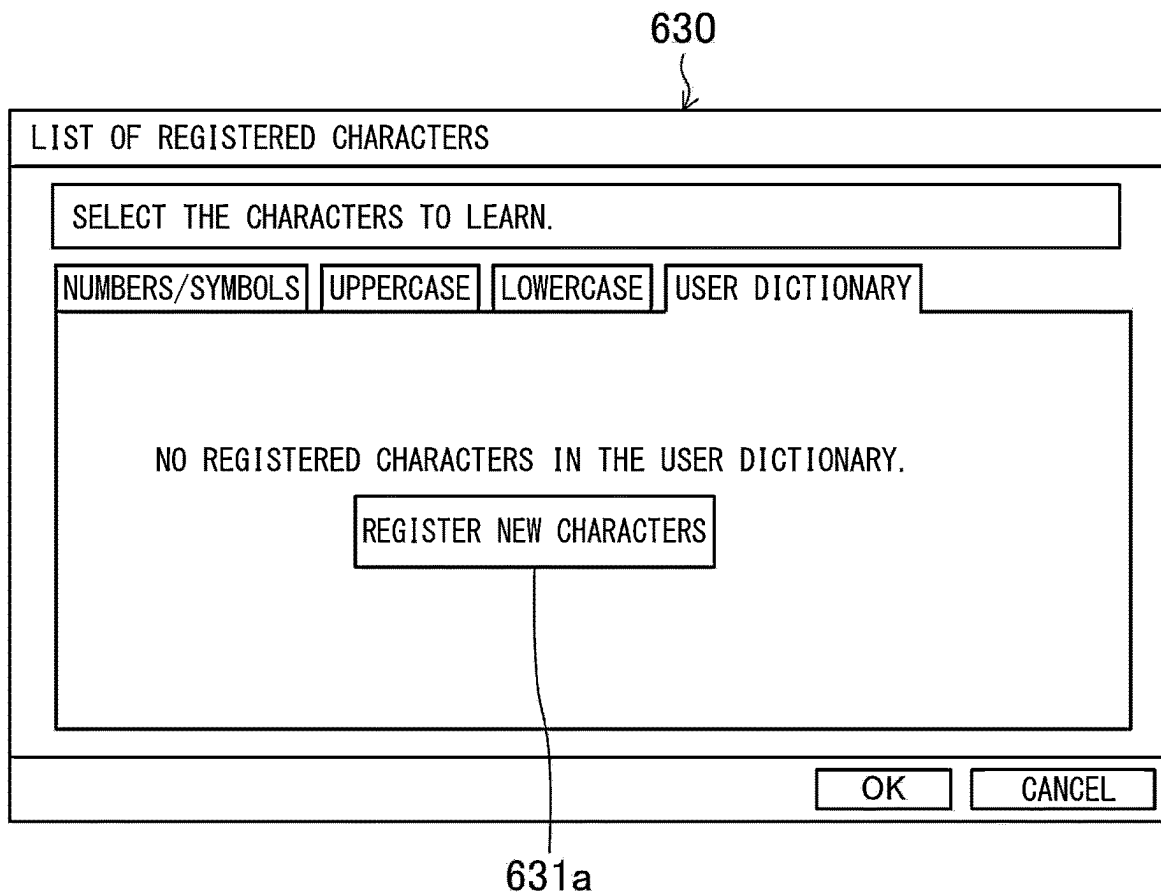 630
LIST OF REGISTERED CHARACTERS
SELECT THE CHARACTERS TO LEARN.
NUMBERS/SYMBOLS UPPERCASE LOWERCASE USER DICTIONARY
NO REGISTERED CHARACTERS IN THE USER DICTIONARY.
REGISTER NEW CHARACTERS
OK CANCEL
631a